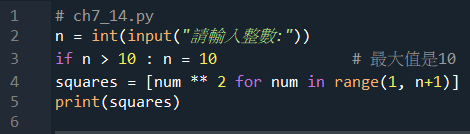 1 # ch7_14.py
2 n = int(input("請輸入整數:"))
3 if n > 10 : n = 10 # 最大值是10
4 squares = [num ** 2 for num in range(1, n+1)]
5 print(squares)
6